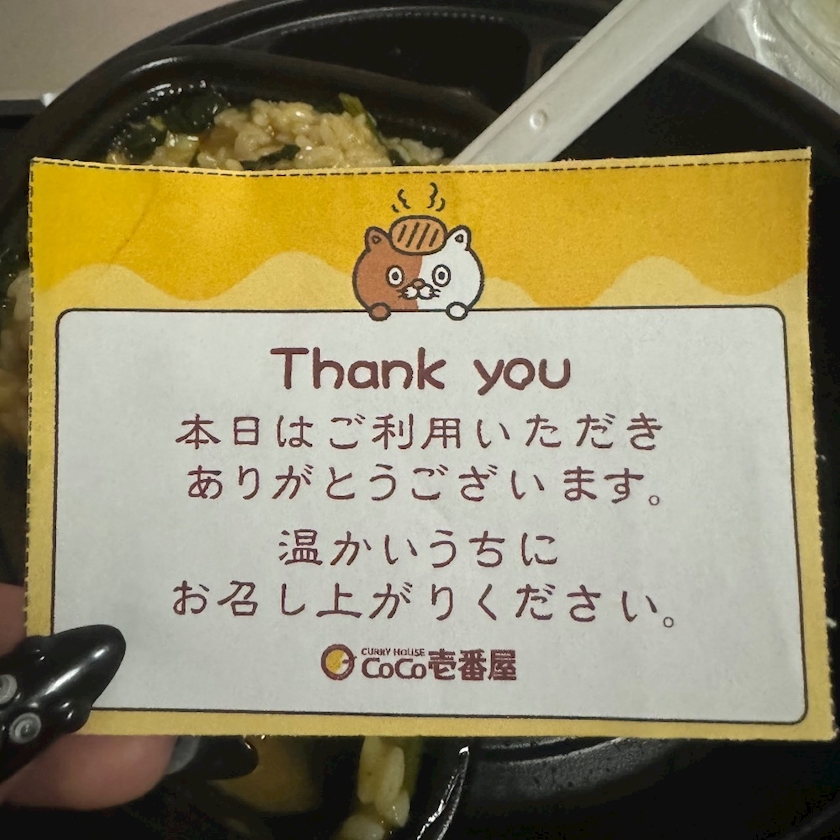 Thank you
本日はご利用いただき
ありがとうございます。
温かいうちに
お召し上がりください。
CURRY HOUSE
CoCo壱番屋